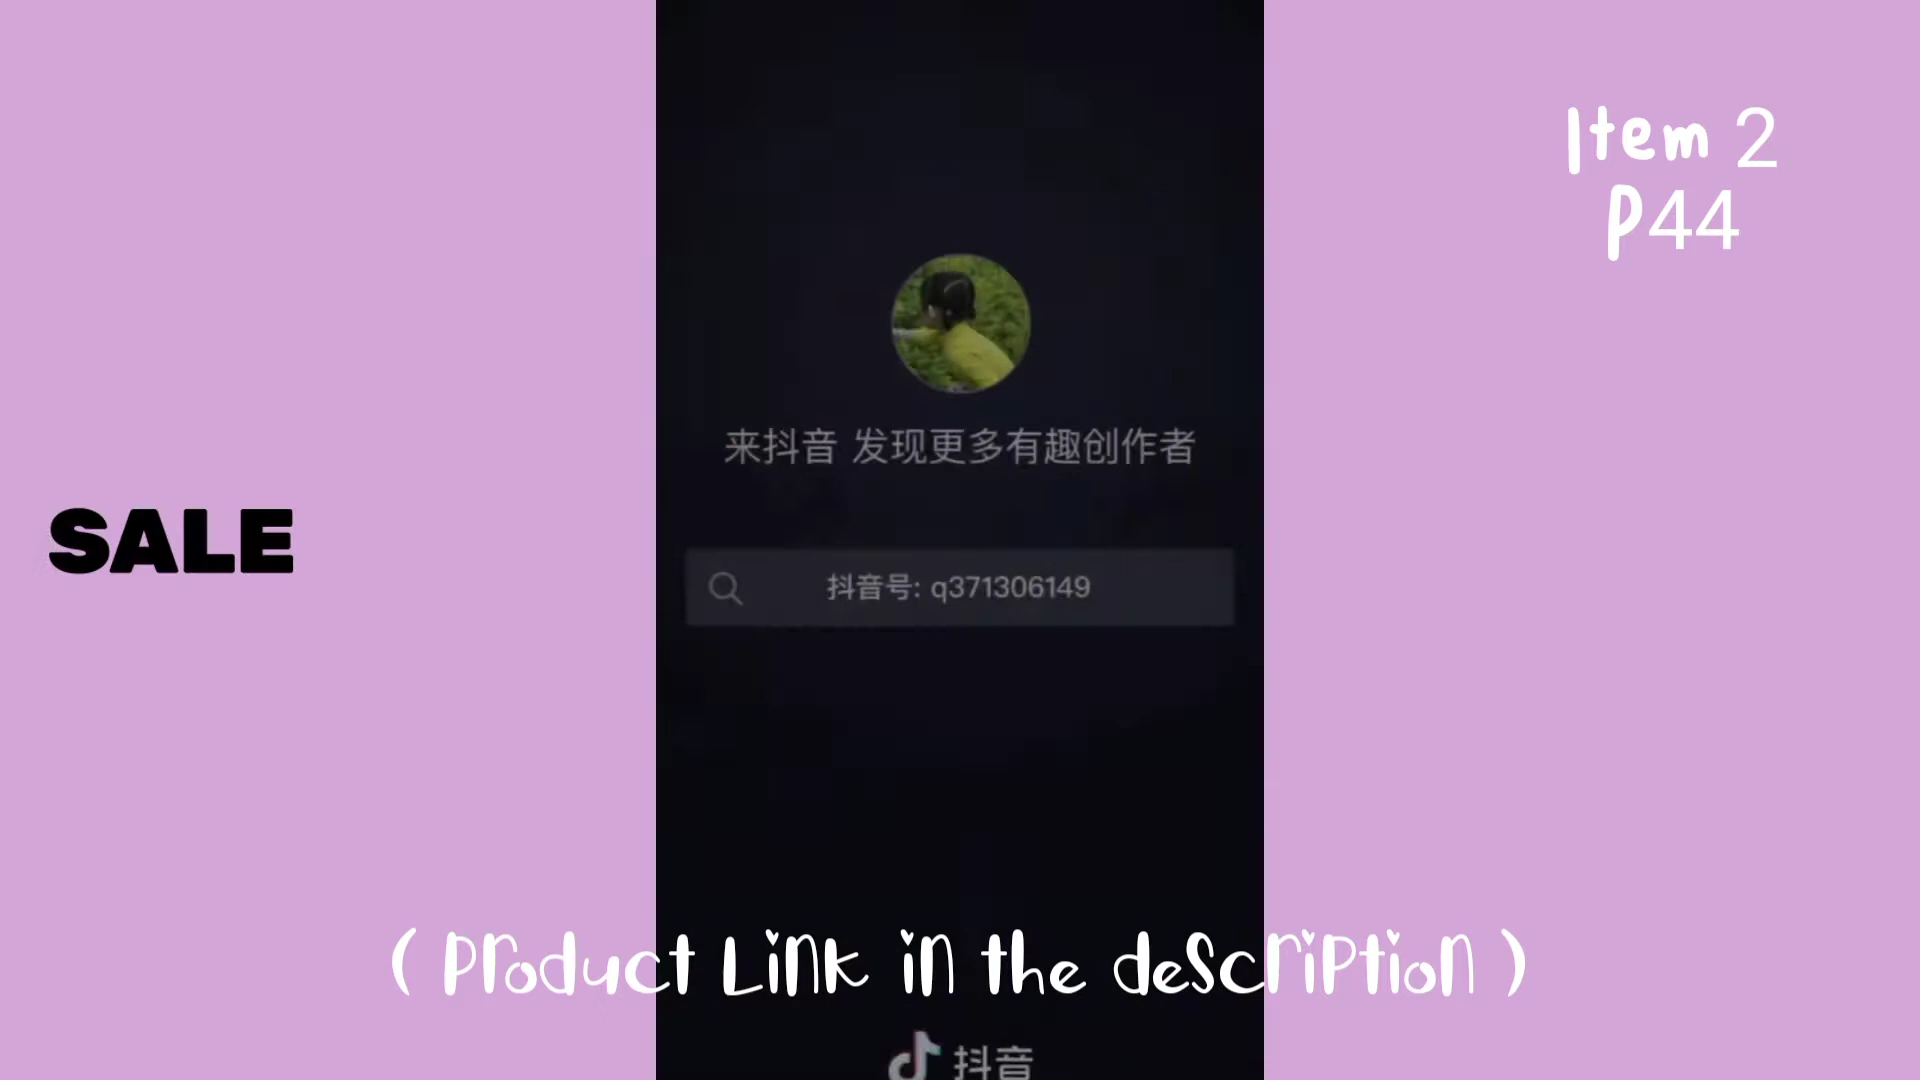 Item 2
P44
来抖音 发现更多有趣创作者
SALE
抖音号: q371306149
( Product Link in the description )
抖音